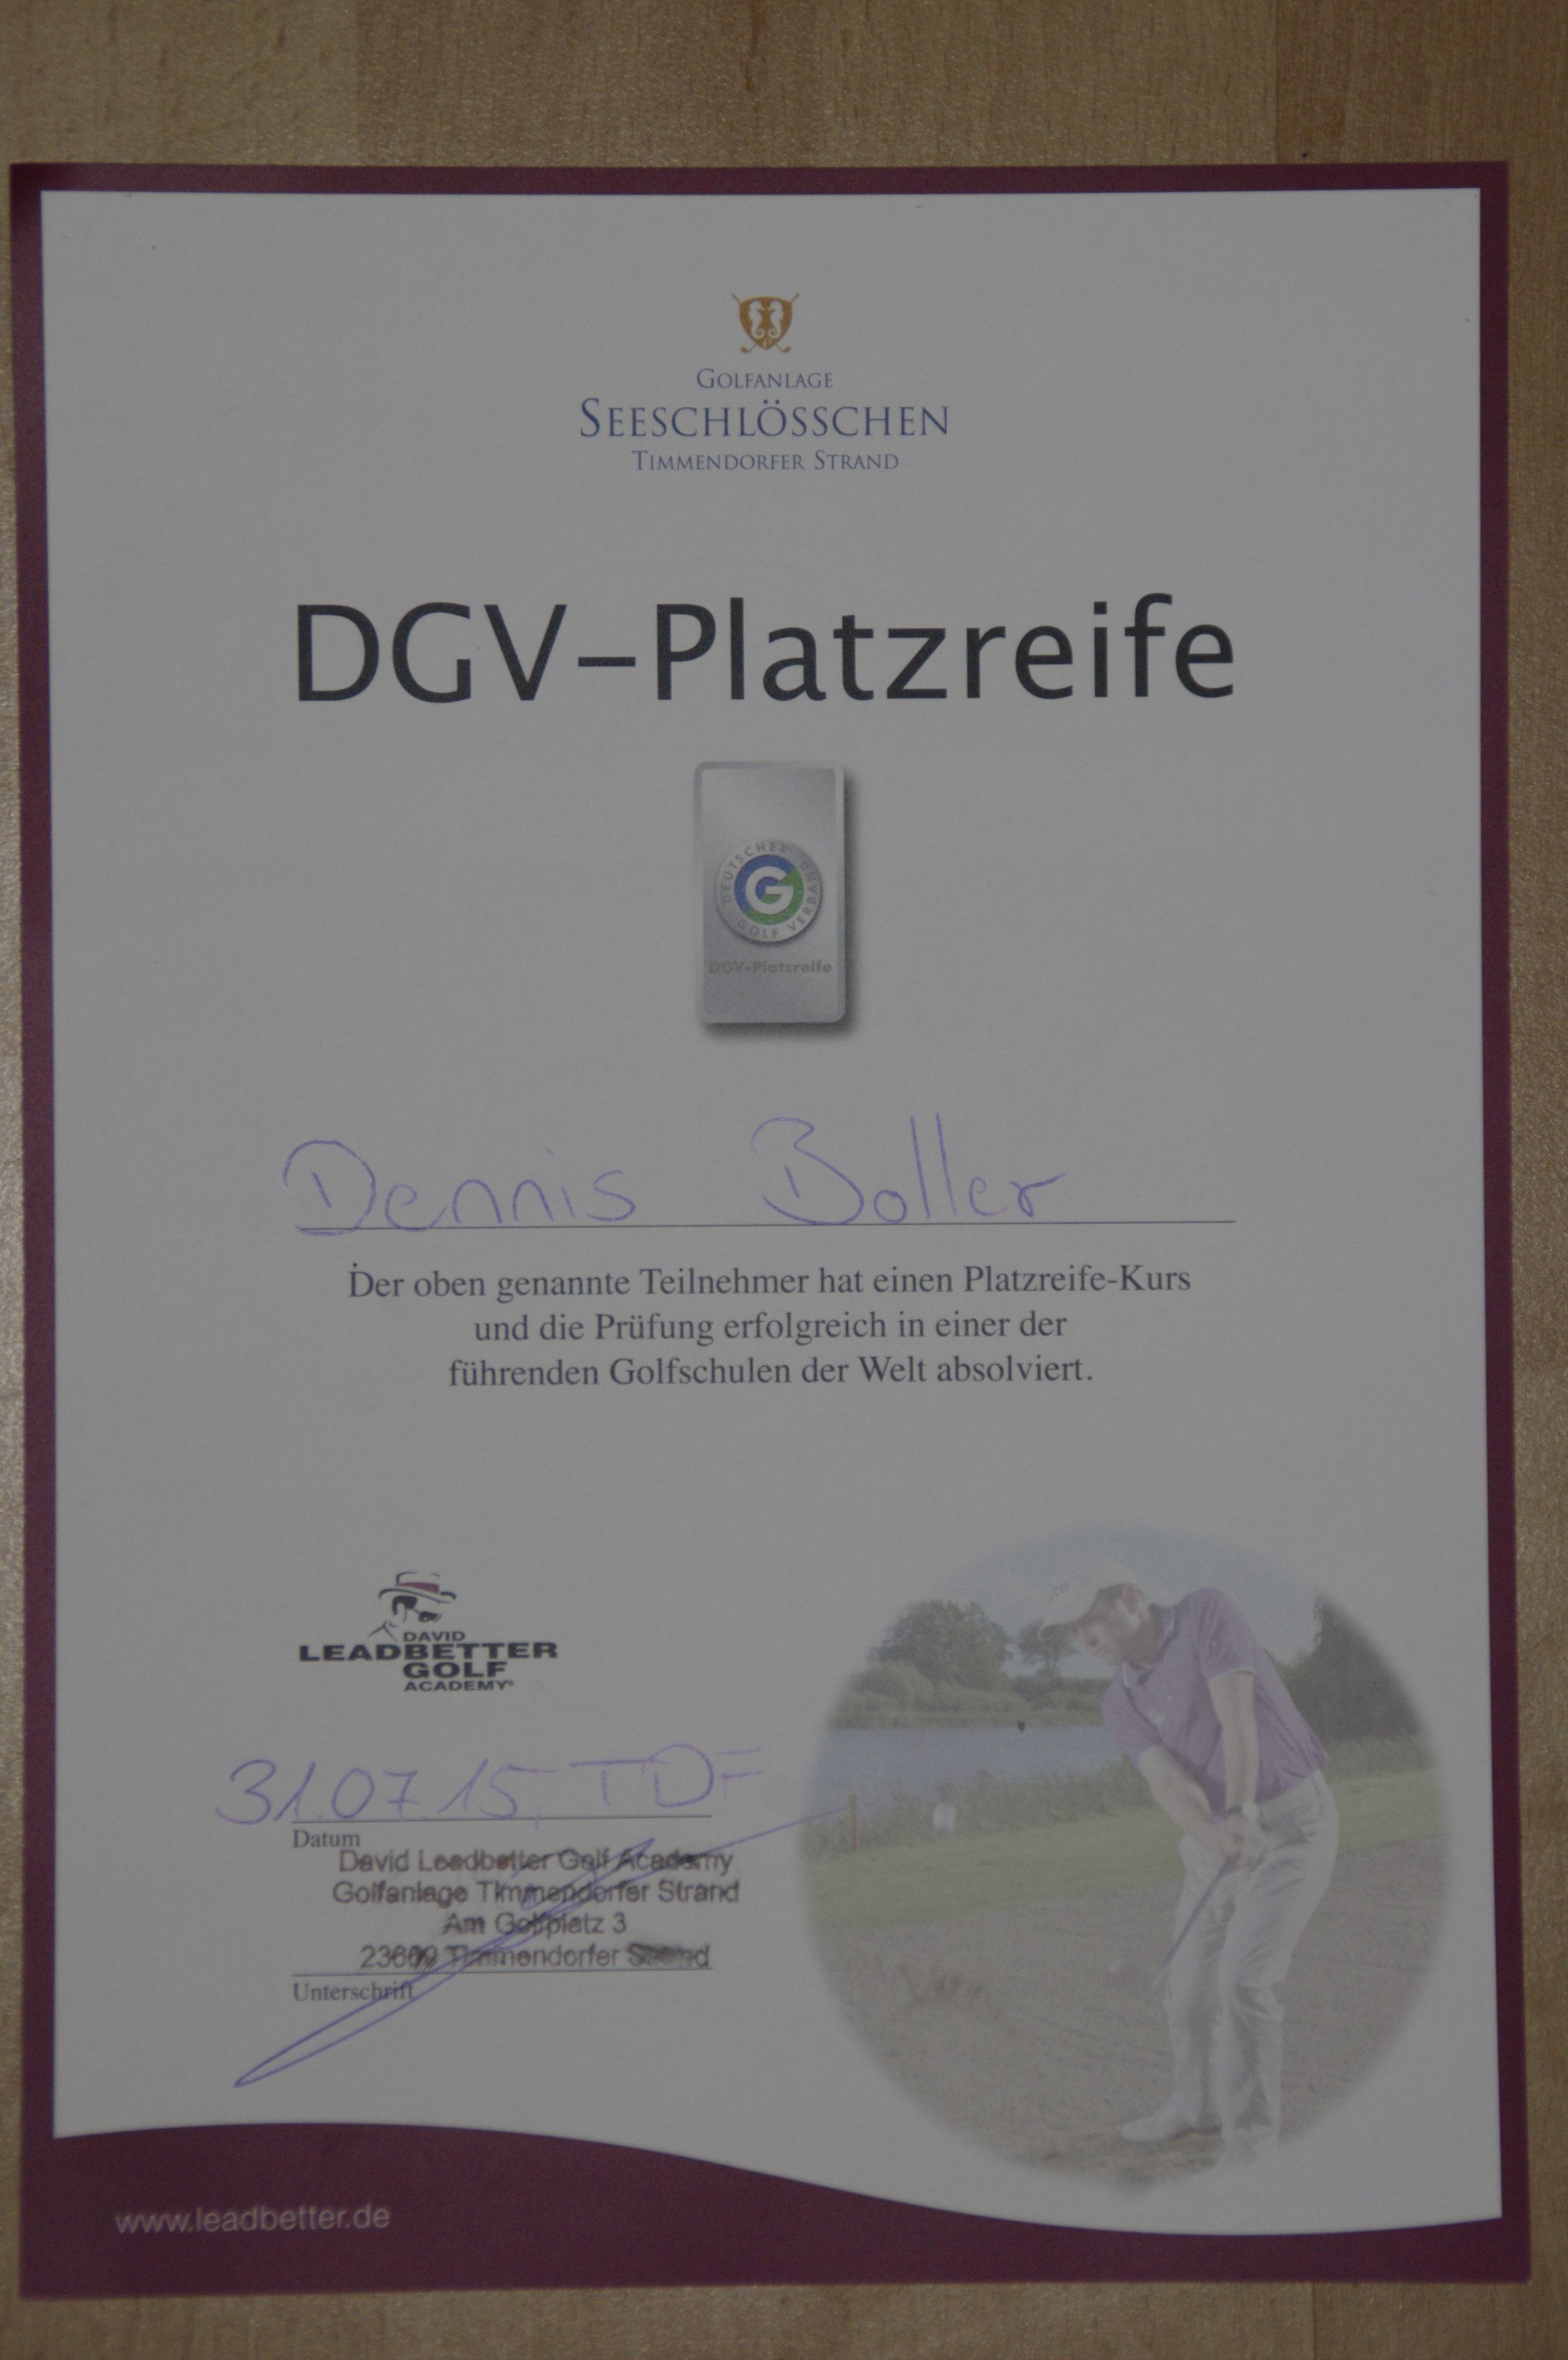 GOLFANLAGE
SEESCHLÖSSCHEN
TIMMENDORFER STRAND
DGV-Platzreife
DEUTSCHER GOLF VERBAND
G
DGV-Platzreife
Dennis Boller
Der oben genannte Teilnehmer hat einen Platzreife-Kurs
und die Prüfung erfolgreich in einer der
führenden Golfschulen der Welt absolviert.
DAVID
LEADBETTER
GOLF
ACADEMY®
31.07.15, TDF
Datum
David Leadbetter Golf Academy
Golfanlage Timmendorfer Strand
Am Golfplatz 3
23669 Timmendorfer Strand
Unterschrift
www.leadbetter.de